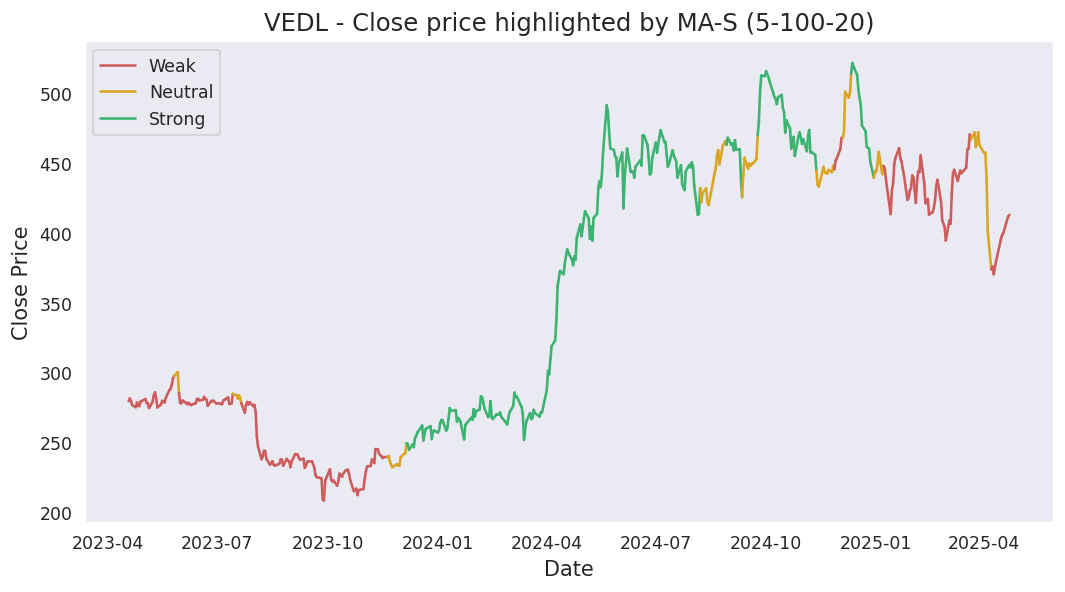 VEDL - Close price highlighted by MA-S (5-100-20)
Weak
Neutral
Strong
Close Price
500
450
400
350
300
250
200
2023-04 2023-07 2023-10 2024-01 2024-04 2024-07 2024-10 2025-01 2025-04
Date